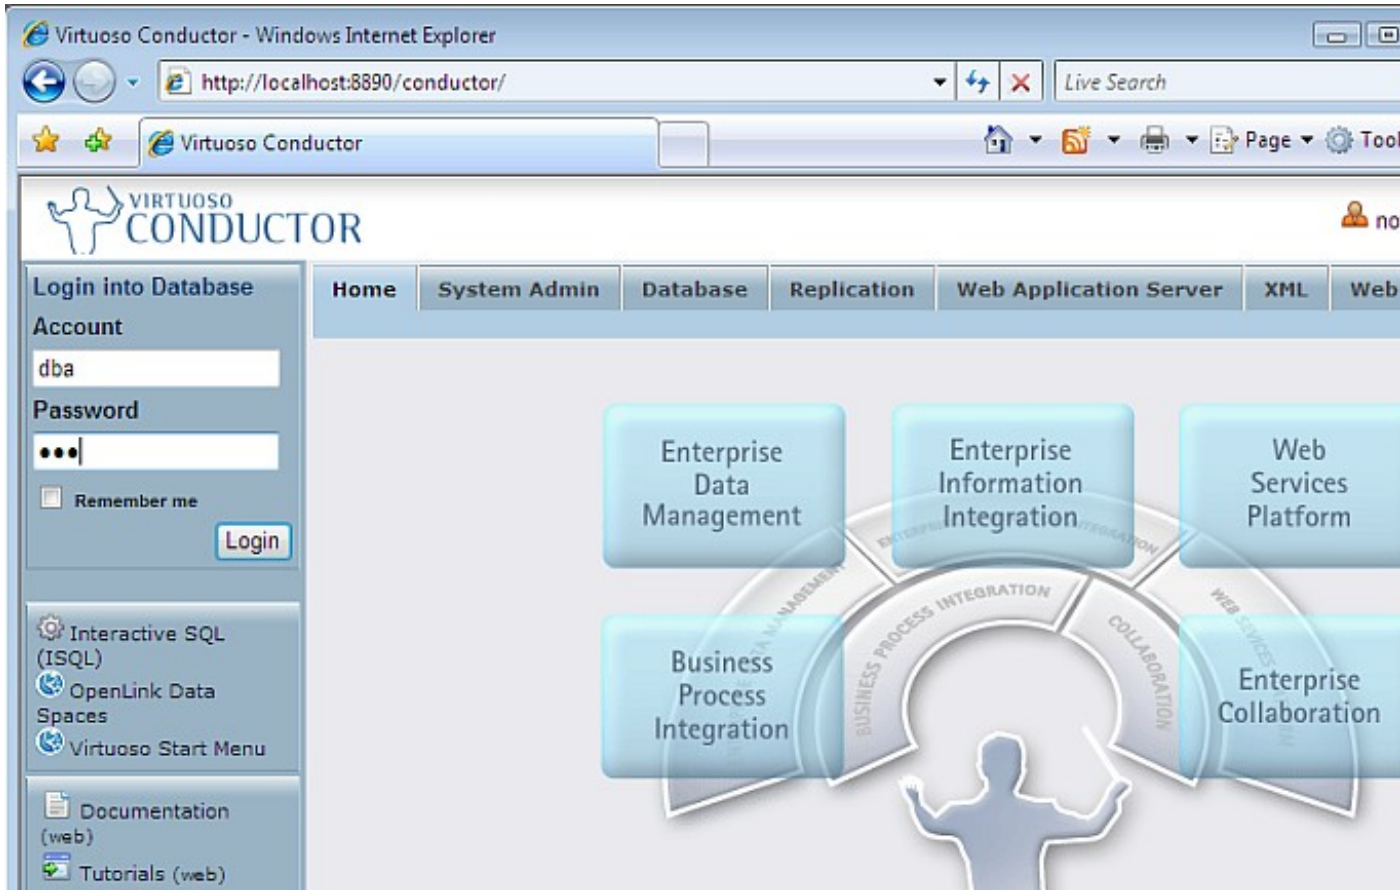 Virtuoso Conductor - Windows Internet Explorer
http://localhost:8890/conductor/
Live Search
Virtuoso Conductor
Page
VIRTUOSO
CONDUCTOR
Login into Database
Home System Admin Database Replication Web Application Server XML Web
Account
dba
Password
Remember me
Login
Interactive SQL
(ISQL)
OpenLink Data
Spaces
Virtuoso Start Menu
Documentation
(web)
Tutorials (web)
Enterprise
Data
Management
Enterprise
Information
Integration
Web
Services
Platform
Business
Process
Integration
Enterprise
Collaboration
BUSINESS PROCESS INTEGRATION
COLLABORATION